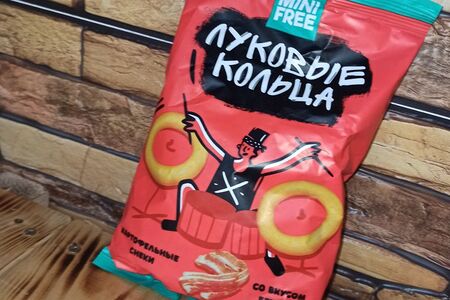 MINI
FREE
ЛУКОВЫЕ
КОЛЬЦА
КАРТОФЕЛЬНЫЕ
СНЕКИ
СО ВКУСОМ